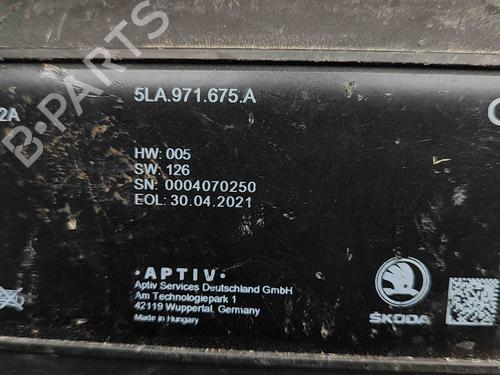 B-PARTS
5LA.971.675.A
2A
HW: 005
SW: 126
SN: 0004070250
EOL: 30.04.2021
·APTIV·
Aptiv Services Deutschland GmbH
Am Technologiepark 1
42119 Wuppertal, Germany
Made in Hungary
ŠKODA